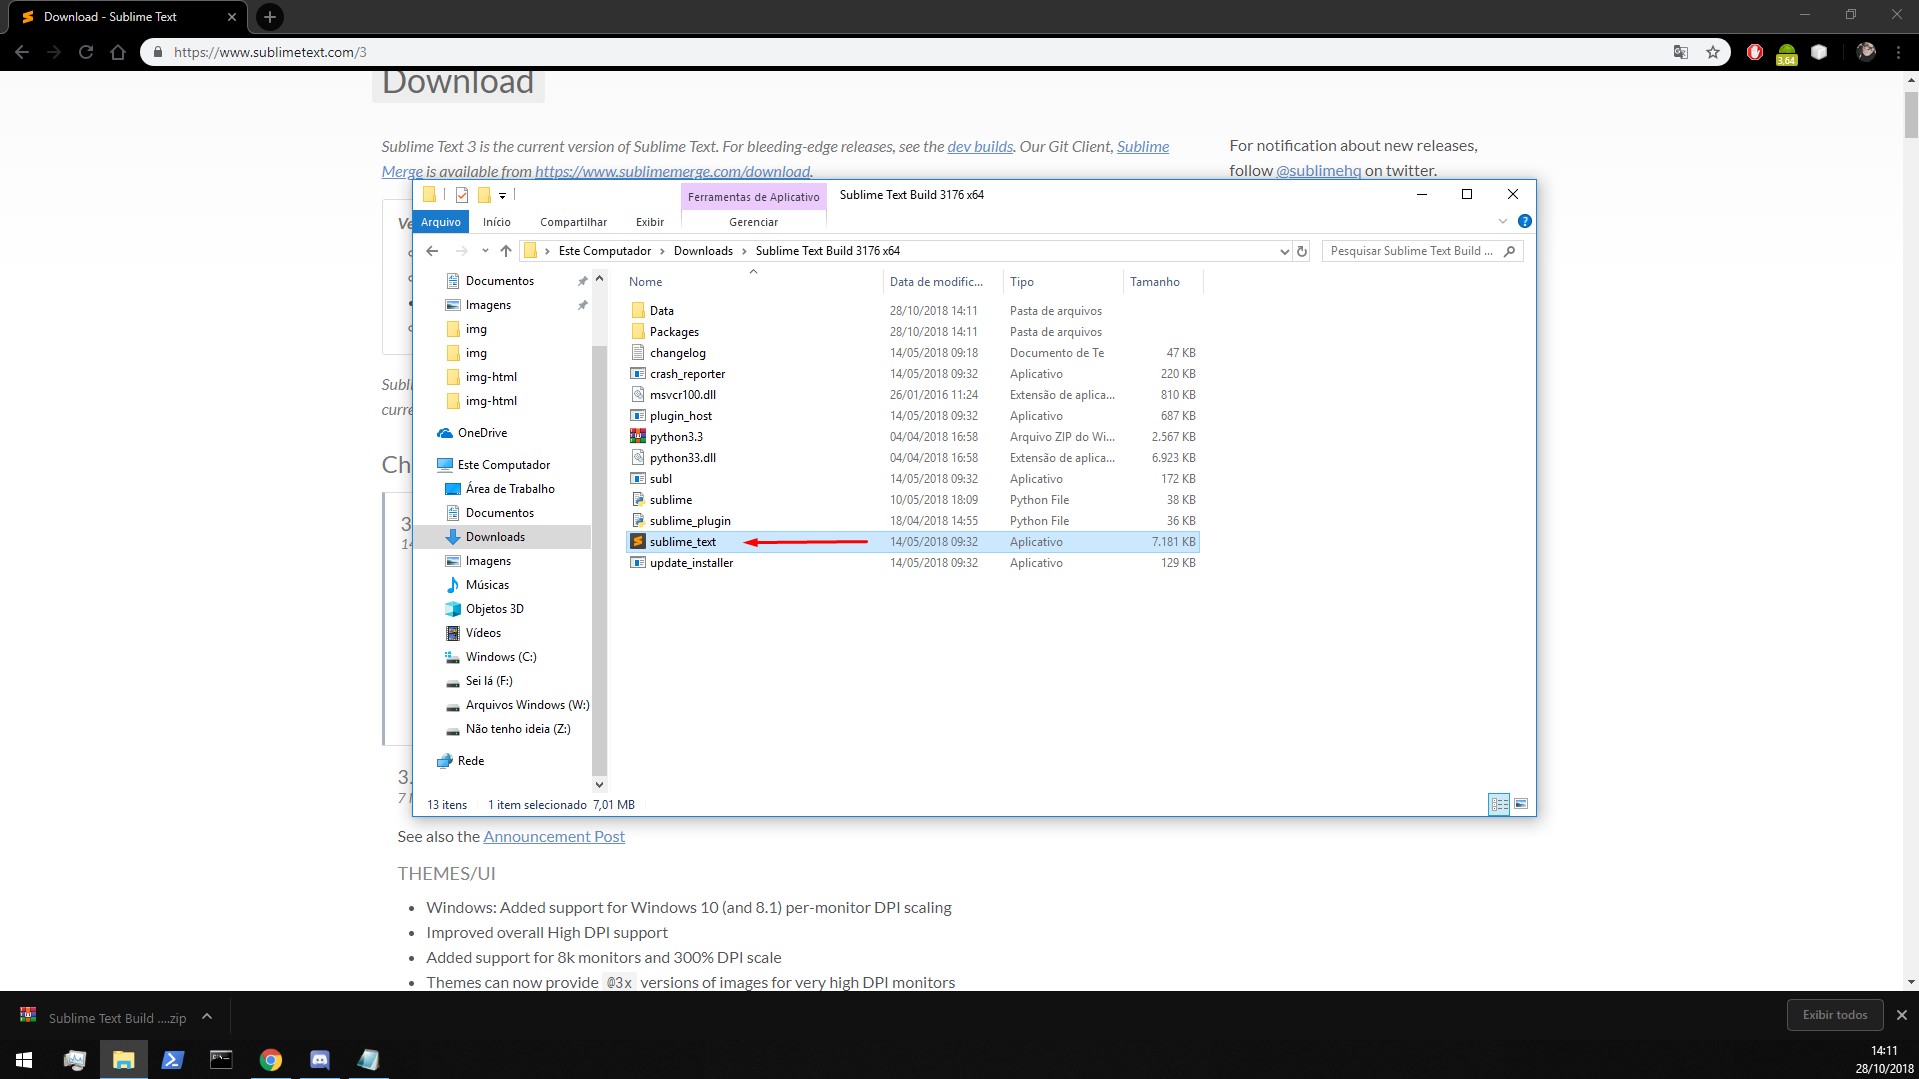 Download - Sublime Text
https://www.sublimetext.com/3
3,64
Download
Sublime Text 3 is the current version of Sublime Text. For bleeding-edge releases, see the dev builds. Our Git Client, Sublime
Merge is available from https://www.sublimemerge.com/download.
For notification about new releases,
follow @sublimehq on twitter.
Ferramentas de Aplicativo
Sublime Text Build 3176 x64
Arquivo
Início
Compartilhar
Exibir
Gerenciar
Este Computador
Downloads
Sublime Text Build 3176 x64
Pesquisar Sublime Text Build ...
Documentos
Imagens
img
img
img-html
img-html
OneDrive
Este Computador
Área de Trabalho
Documentos
Downloads
Imagens
Músicas
Objetos 3D
Vídeos
Windows (C:)
Sei lá (F:)
Arquivos Windows (W:)
Não tenho ideia (Z:)
Rede
Nome Data de modific... Tipo Tamanho
Data 28/10/2018 14:11 Pasta de arquivos
Packages 28/10/2018 14:11 Pasta de arquivos
changelog 14/05/2018 09:18 Documento de Te 47 KB
crash_reporter 14/05/2018 09:32 Aplicativo 220 KB
msvcr100.dll 26/01/2016 11:24 Extensão de aplica... 810 KB
plugin_host 14/05/2018 09:32 Aplicativo 687 KB
python3.3 04/04/2018 16:58 Arquivo ZIP do Wi... 2.567 KB
python33.dll 04/04/2018 16:58 Extensão de aplica... 6.923 KB
subl 14/05/2018 09:32 Aplicativo 172 KB
sublime 10/05/2018 18:09 Python File 38 KB
sublime_plugin 18/04/2018 14:55 Python File 36 KB
sublime_text 14/05/2018 09:32 Aplicativo 7.181 KB
update_installer 14/05/2018 09:32 Aplicativo 129 KB
13 itens 1 item selecionado 7,01 MB
See also the Announcement Post
THEMES/UI
• Windows: Added support for Windows 10 (and 8.1) per-monitor DPI scaling
• Improved overall High DPI support
• Added support for 8k monitors and 300% DPI scale
• Themes can now provide @3x versions of images for very high DPI monitors
Sublime Text Build ....zip
Exibir todos
14:11
28/10/2018